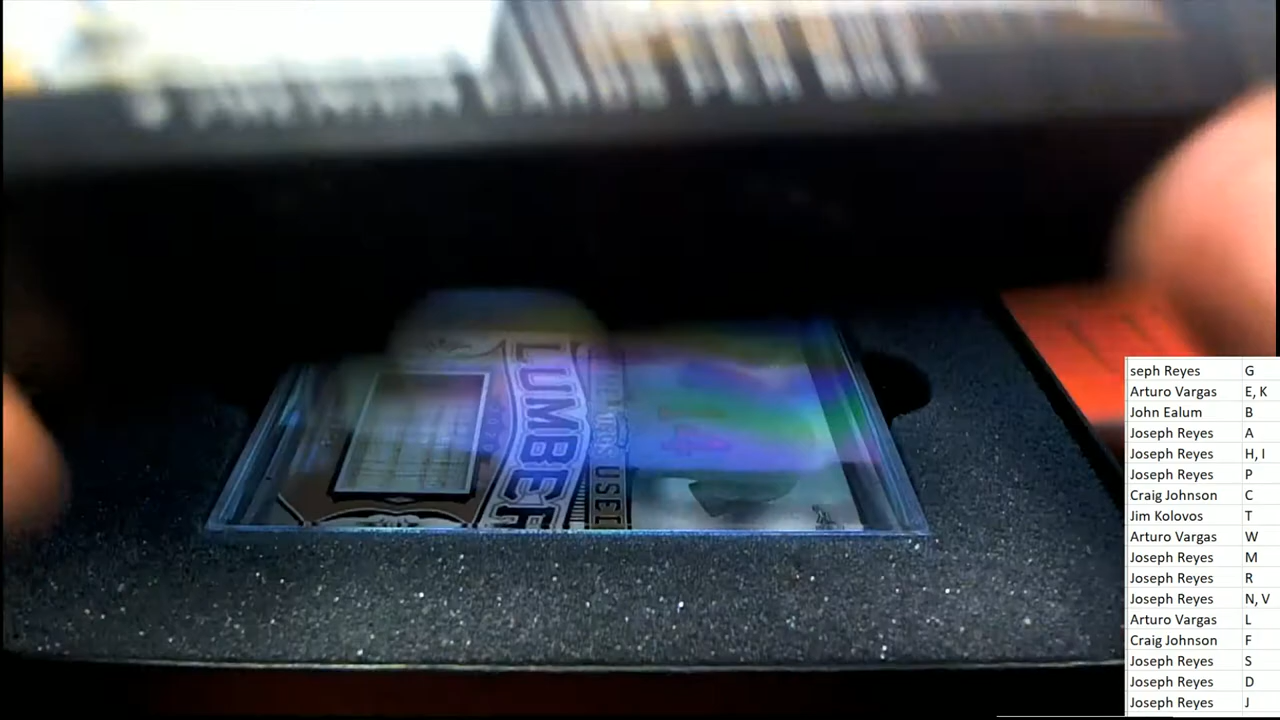 LUMBER
USED
14
seph Reyes G
Arturo Vargas E, K
John Ealum B
Joseph Reyes A
Joseph Reyes H, I
Joseph Reyes P
Craig Johnson C
Jim Kolovos T
Arturo Vargas W
Joseph Reyes M
Joseph Reyes R
Joseph Reyes N, V
Arturo Vargas L
Craig Johnson F
Joseph Reyes S
Joseph Reyes D
Joseph Reyes J